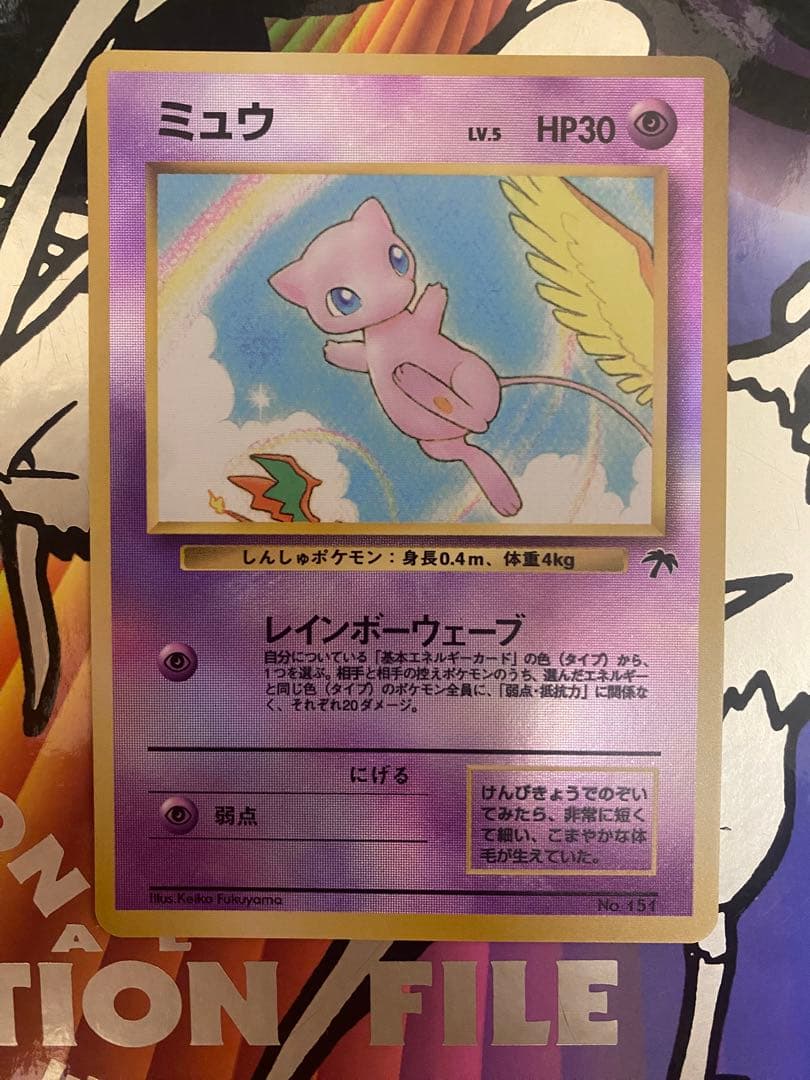 ミュウ
LV.5 HP30
しんしゅポケモン：身長0.4m、体重4kg
レインボーウェーブ
自分についている「基本エネルギーカード」の色（タイプ）から、
1つを選ぶ。相手と相手の控えポケモンのうち、選んだエネルギー
と同じ色（タイプ）のポケモン全員に、「弱点・抵抗力」に関係な
く、それぞれ20ダメージ。
にげる
弱点
けんびきょうでのぞい
てみたら、非常に短く
て細い、こまやかな体
毛が生えていた。
Illus.Keiko Fukuyama
No 151
ON
AL
TION FILE